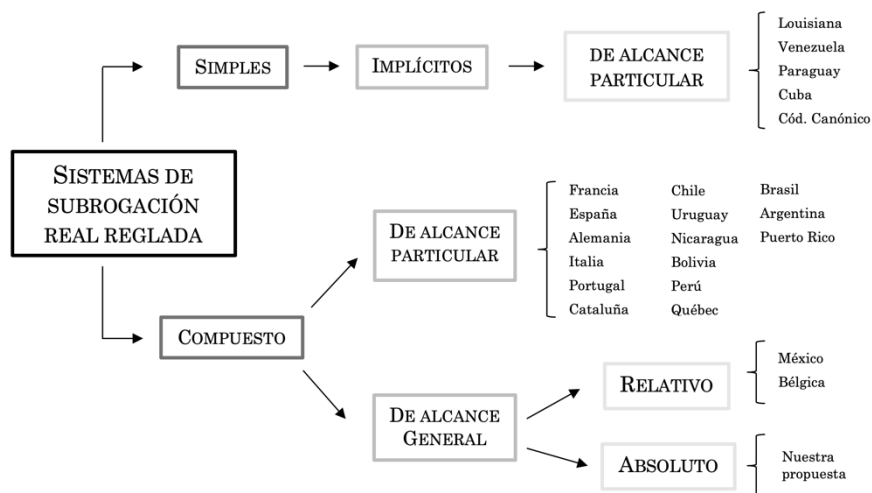 SIMPLES
IMPLÍCITOS
DE ALCANCE
PARTICULAR
Louisiana
Venezuela
Paraguay
Cuba
Cód. Canónico
SISTEMAS DE
SUBROGACIÓN
REAL REGLADA
DE ALCANCE
PARTICULAR
Francia
España
Alemania
Italia
Portugal
Cataluña
Chile
Uruguay
Nicaragua
Bolivia
Perú
Québec
Brasil
Argentina
Puerto Rico
COMPUESTO
DE ALCANCE
GENERAL
RELATIVO
México
Bélgica
ABSOLUTO
Nuestra
propuesta